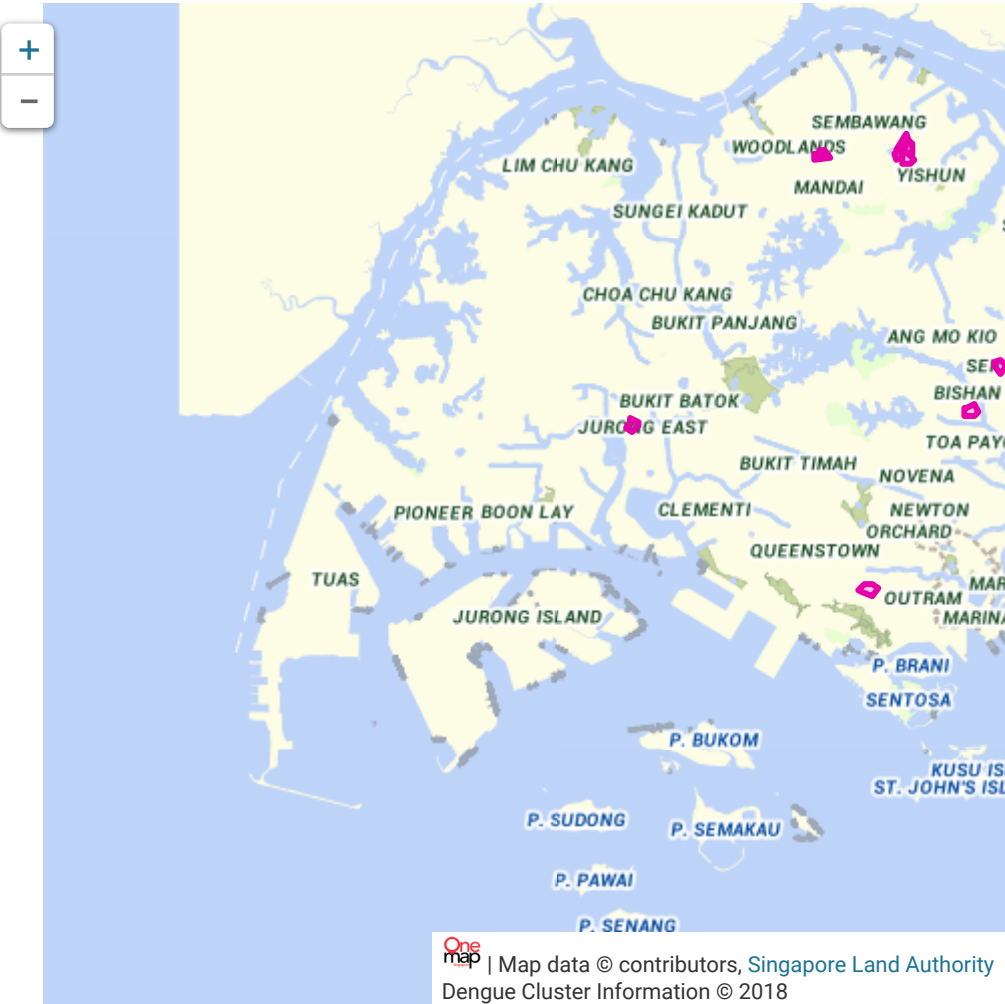 +
−
SEMBAWANG
WOODLANDS
LIM CHU KANG
YISHUN
MANDAI
SUNGEI KADUT
CHOA CHU KANG
BUKIT PANJANG
ANG MO KIO
SE
BISHAN
BUKIT BATOK
JURONG EAST
TOA PAY
BUKIT TIMAH
NOVENA
PIONEER
BOON LAY
CLEMENTI
NEWTON
ORCHARD
QUEENSTOWN
TUAS
MAR
OUTRAM
JURONG ISLAND
MARINA
P. BRANI
SENTOSA
P. BUKOM
KUSU IS
ST. JOHN'S ISL
P. SUDONG
P. SEMAKAU
P. PAWAI
P. SENANG
One
map | Map data © contributors, Singapore Land Authority
Dengue Cluster Information © 2018